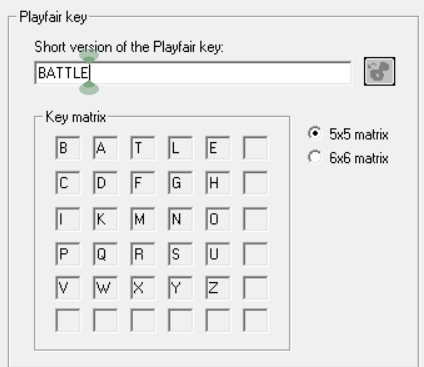 Playfair key
Short version of the Playfair key:
BATTLE
Key matrix
5x5 matrix
6x6 matrix
B A T L E
C D F G H
I K M N O
P Q R S U
V W X Y Z